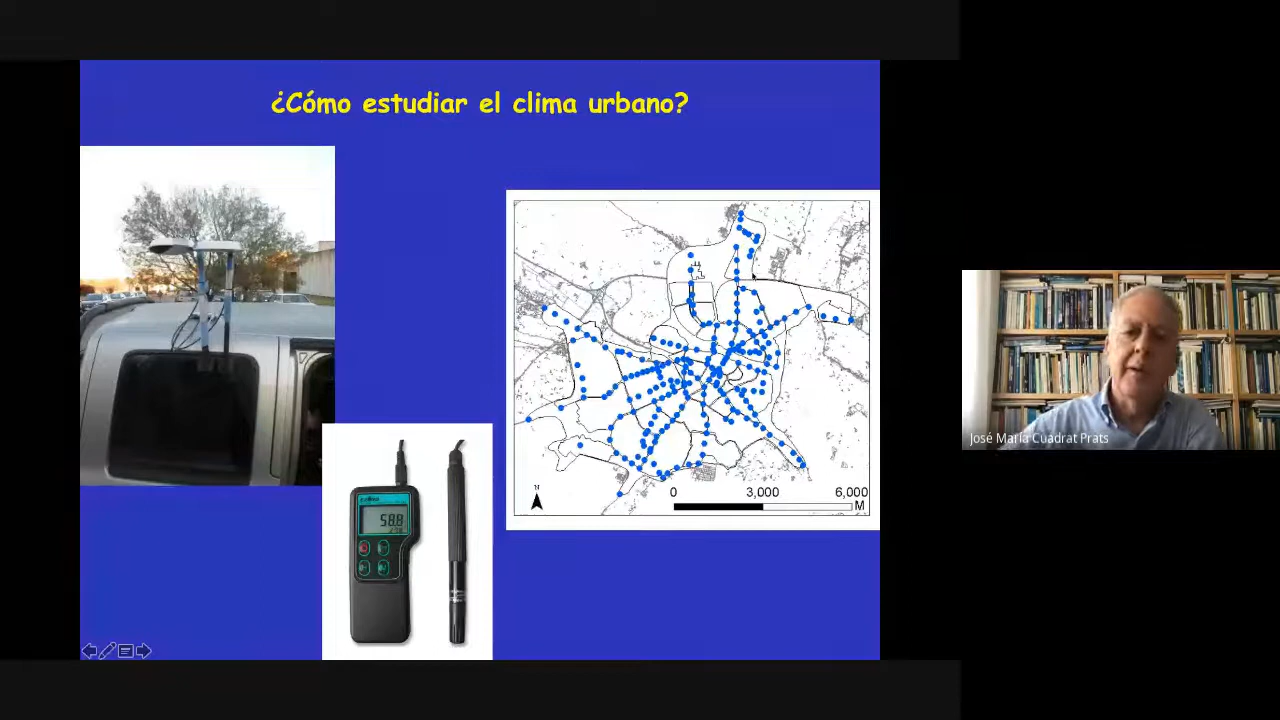 ¿Cómo estudiar el clima urbano?
N
0 3,000 6,000
M
58.8
José María Cuadrat Prats